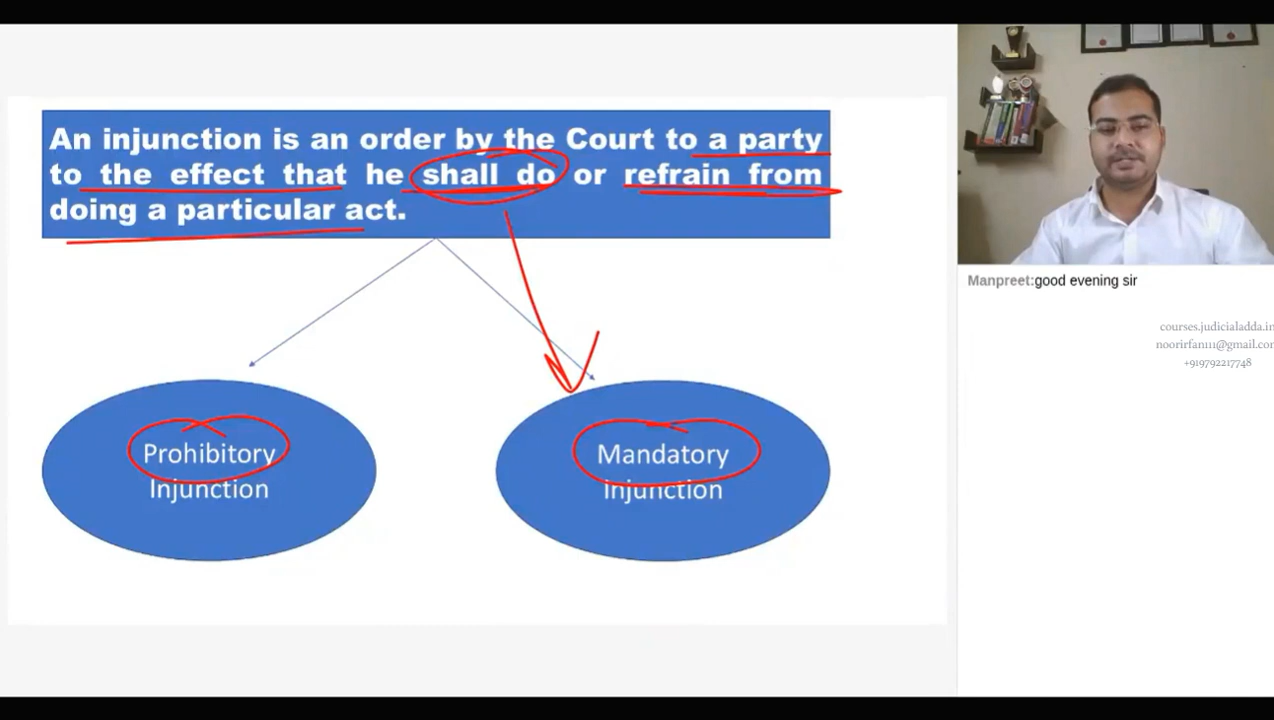 An injunction is an order by the Court to a party
to the effect that he shall do or refrain from
doing a particular act.
Prohibitory
Injunction
Mandatory
Injunction
Manpreet:good evening sir
courses.judicialadda.in
noorirfan111@gmail.com
+919792217748